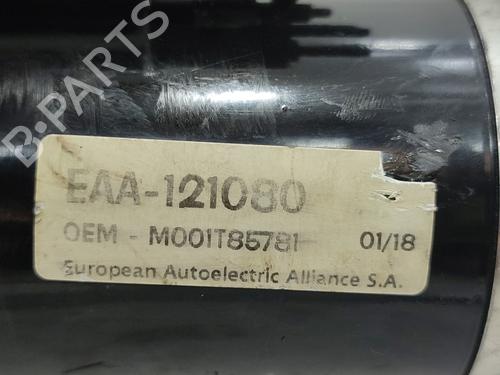 B-PARTS
EAA-121080
OEM - M001T85781 01/18
European Autoelectric Alliance S.A.